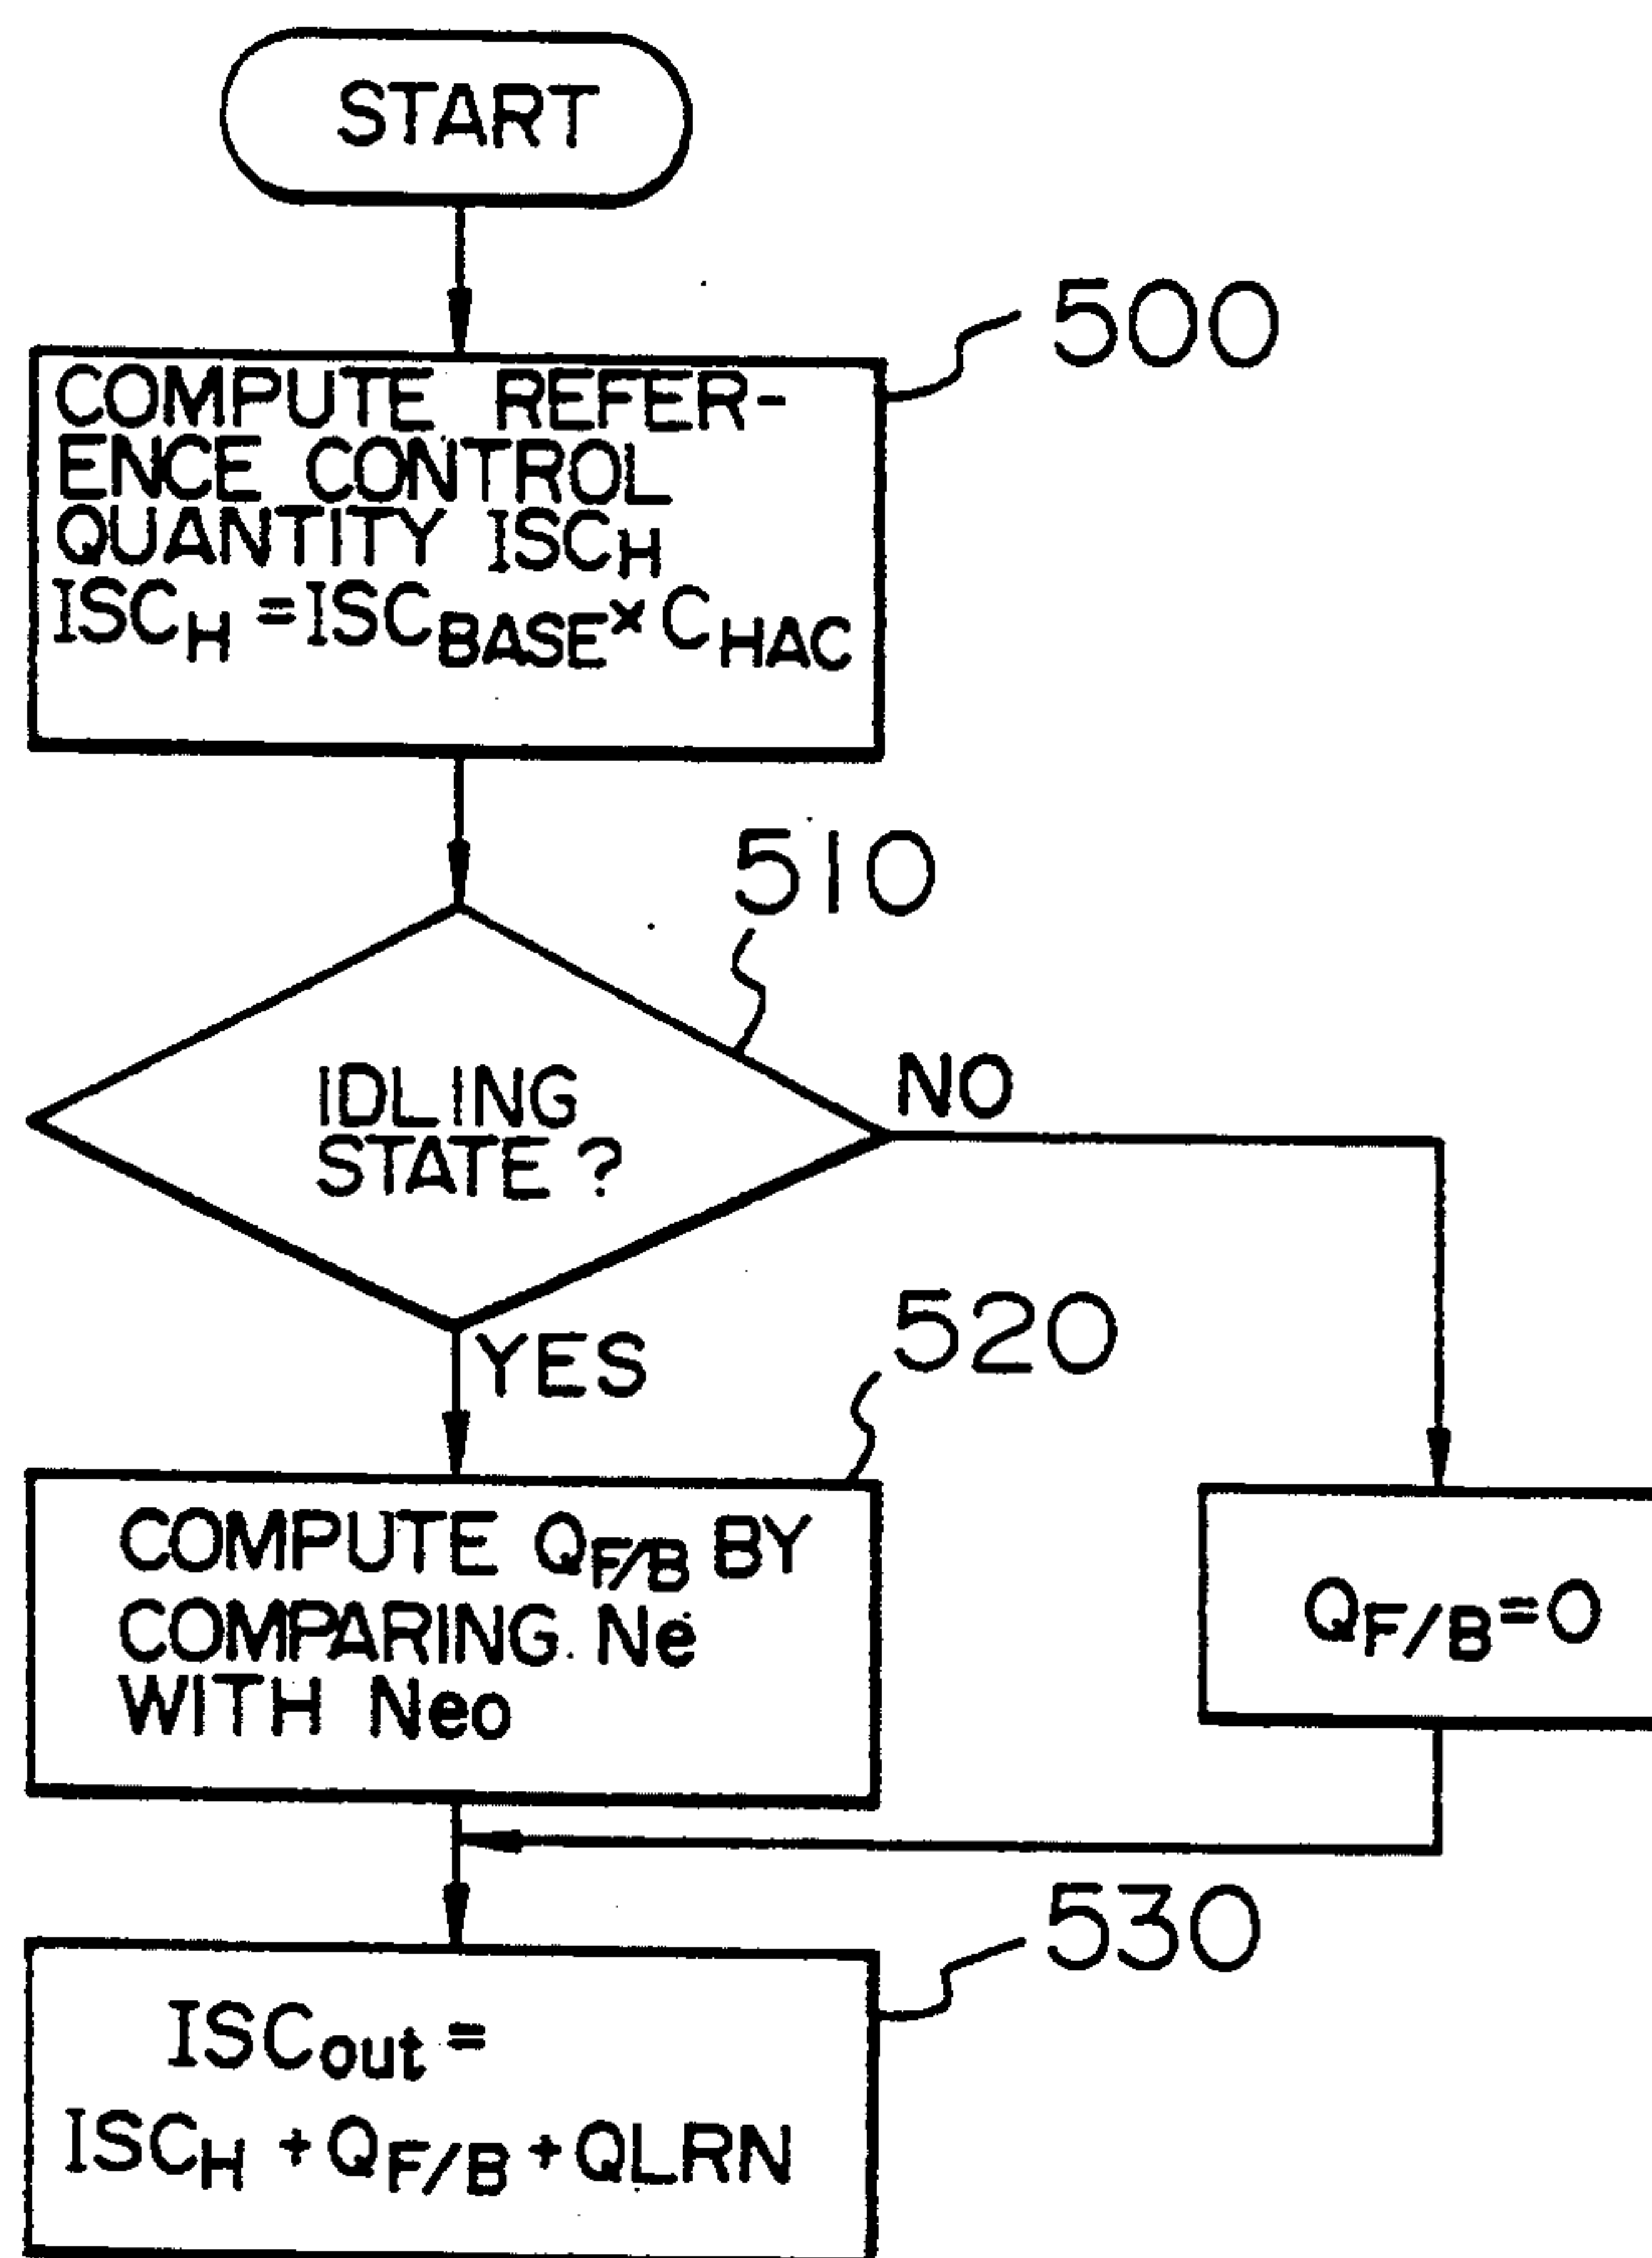 START
500
COMPUTE REFER-
ENCE CONTROL
QUANTITY ISCH
ISCH = ISCBASE × CHAC
510
IDLING
STATE?
NO
YES
520
COMPUTE QF/B BY
COMPARING Ne
WITH Neo
QF/B=0
530
ISCout =
ISCH + QF/B + QLRN